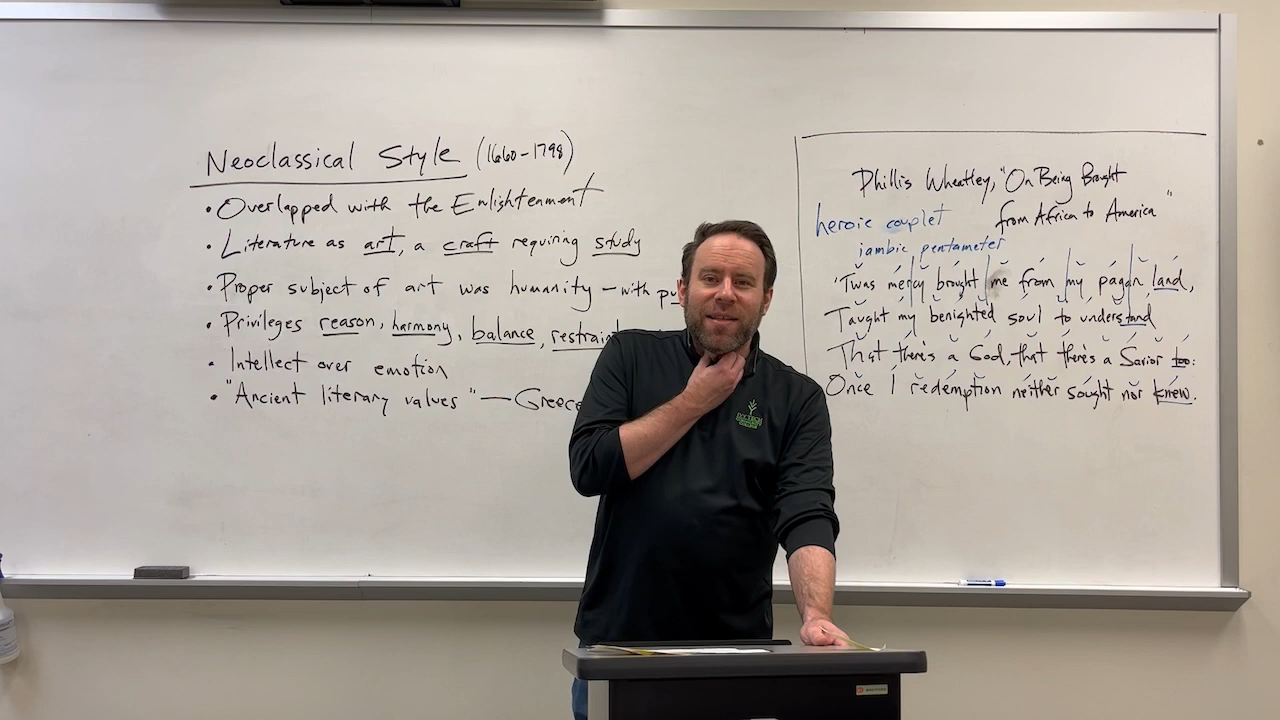 Neoclassical Style (1660-1798)
• Overlapped with the Enlightenment
• Literature as art, a craft requiring study
• Proper subject of art was humanity - with
• Privileges reason, harmony, balance,
• Intellect over emotion
• "Ancient literary values" — Greece
Phillis Wheatley, "On Being Brought
from Africa to America"
heroic couplet
iambic pentameter
'Twas mercy brought me from my pagan land,
Taught my benighted soul to understand
That there's a God, that there's a Savior too:
Once I redemption neither sought nor knew.